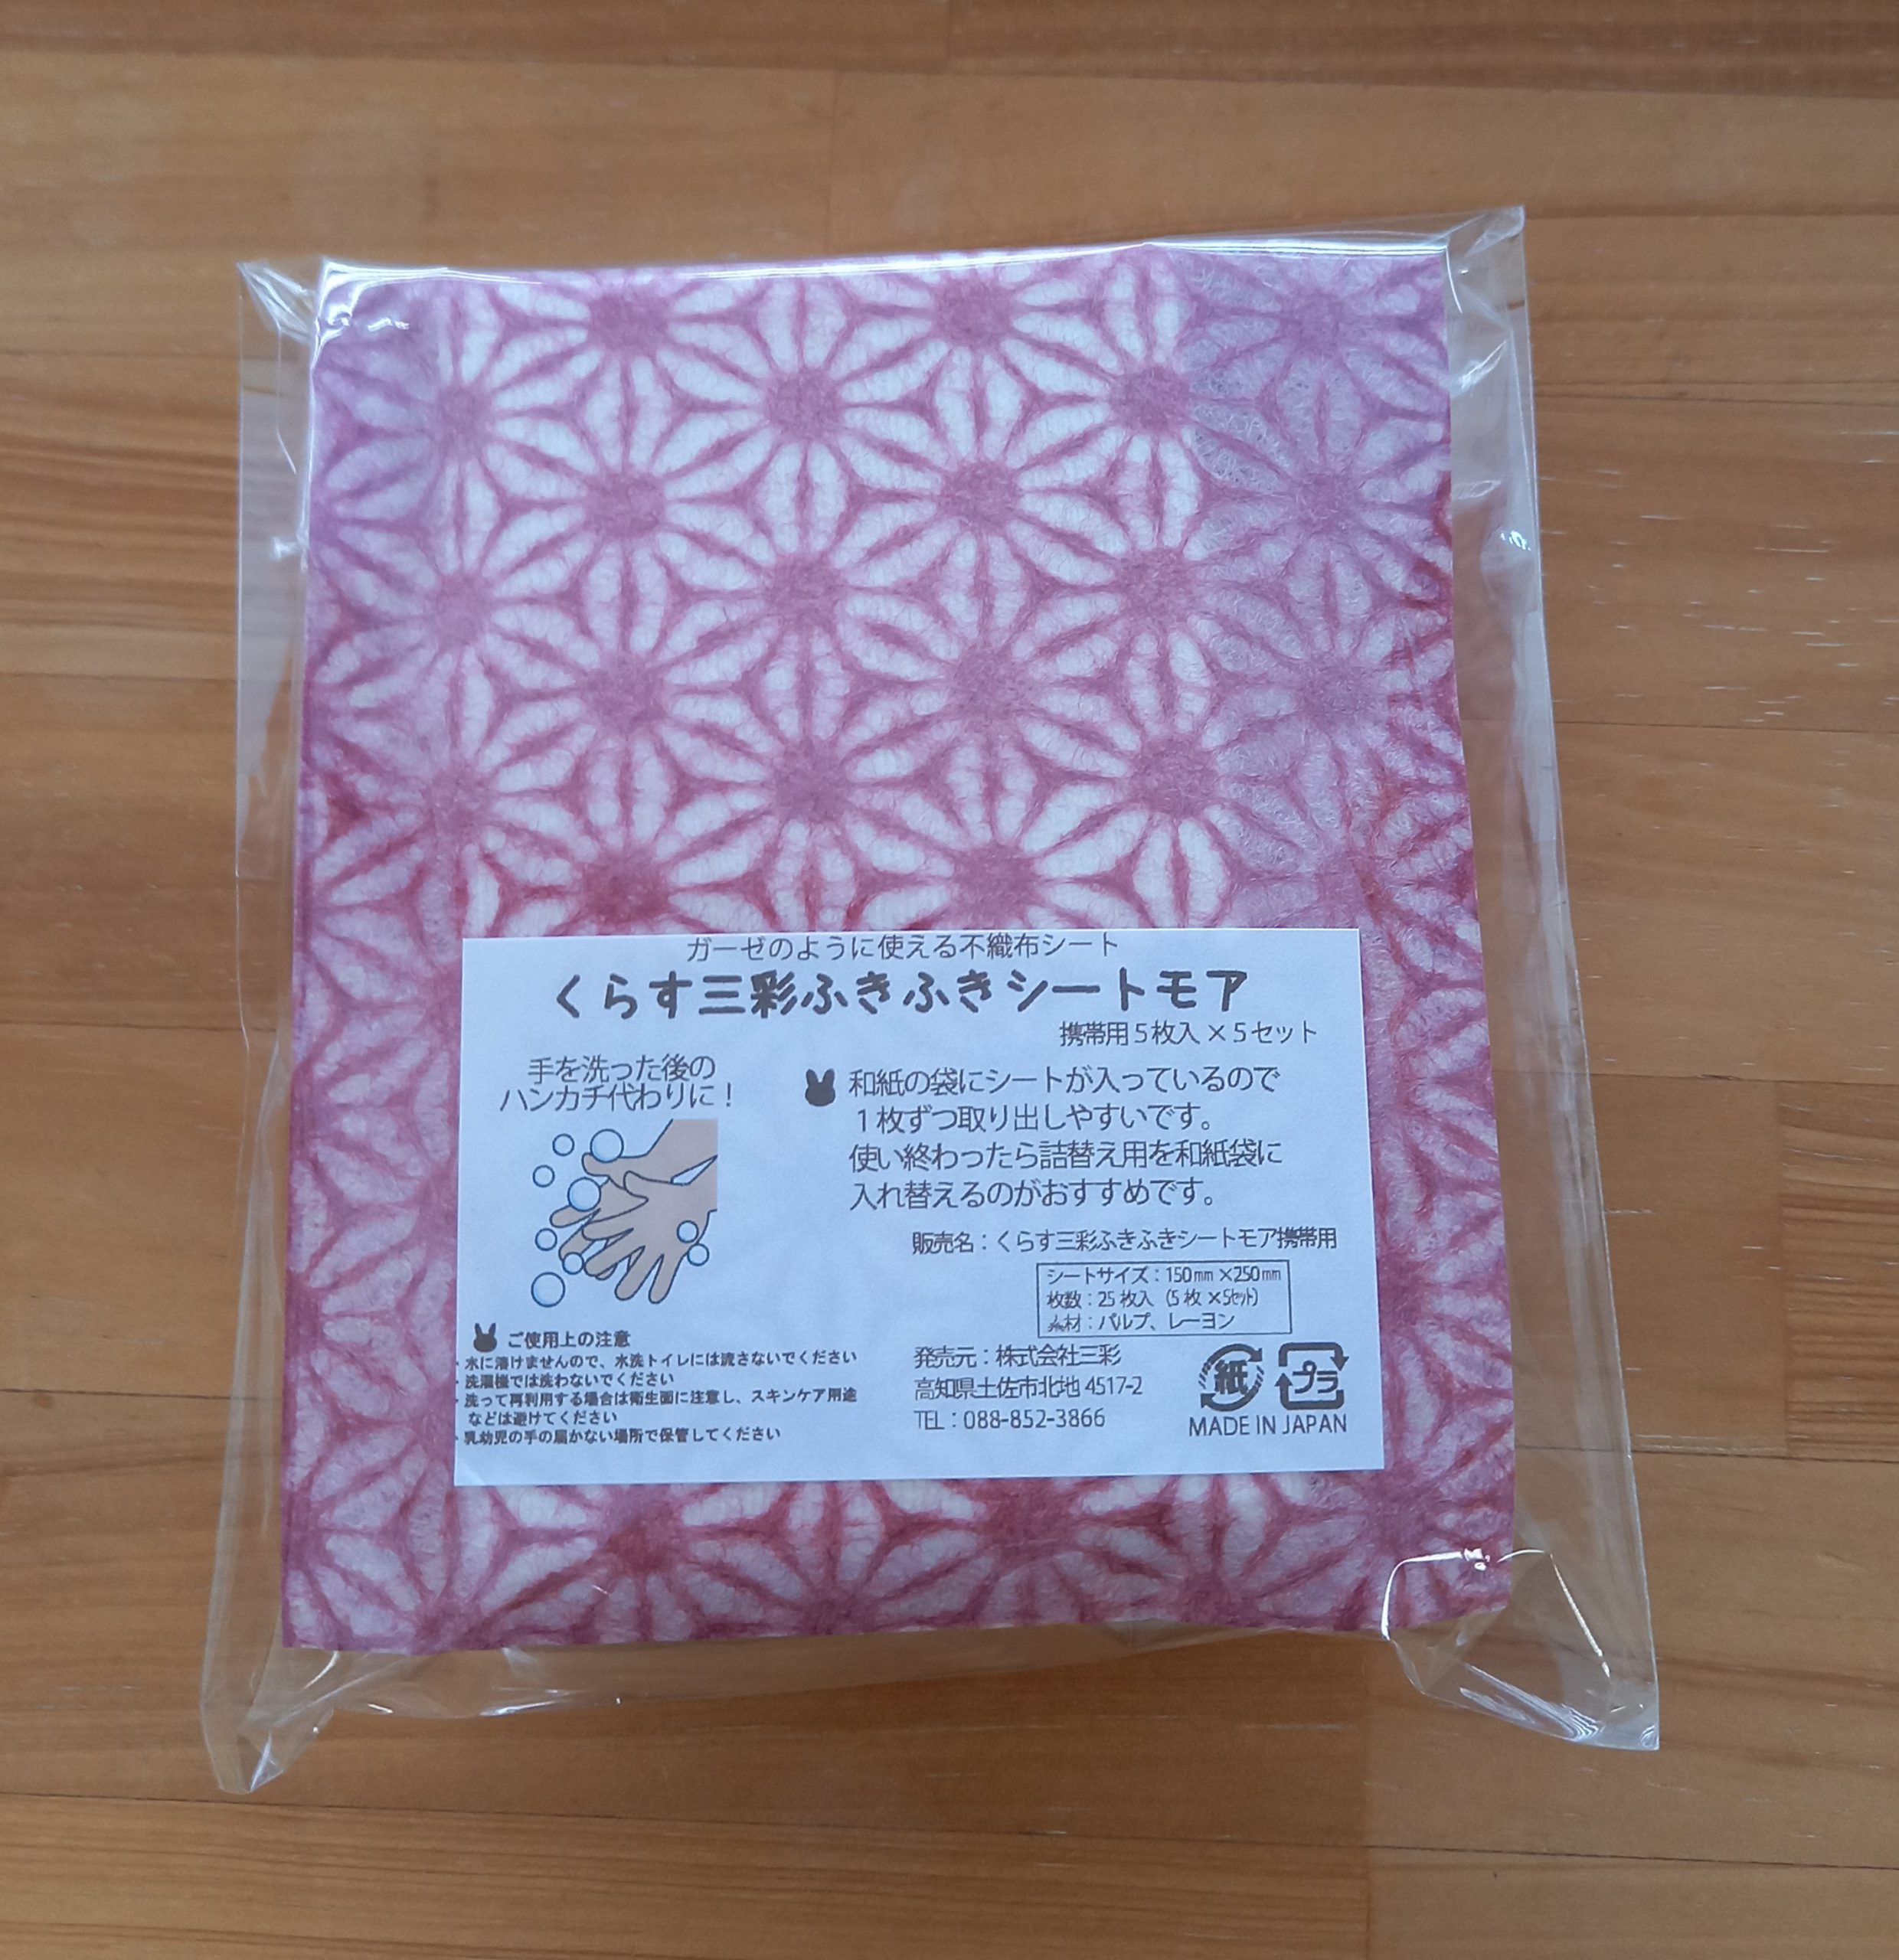 ガーゼのように使える不織布シート
くらす三彩ふきふきシートモア
携帯用5枚入×5セット
手を洗った後の
ハンカチ代わりに！
和紙の袋にシートが入っているので
1枚ずつ取り出しやすいです。
使い終わったら詰替え用を和紙袋に
入れ替えるのがおすすめです。
販売名：くらす三彩ふきふきシートモア携帯用
シートサイズ：150㎜×250㎜
枚数：25枚入（5枚×5セット）
素材：パルプ、レーヨン
ご使用上の注意
・水に溶けませんので、水洗トイレには流さないでください
・洗濯機では洗わないでください
・洗って再利用する場合は衛生面に注意し、スキンケア用途
などは避けてください
・乳幼児の手の届かない場所で保管してください
発売元：株式会社三彩
高知県土佐市北地4517-2
TEL：088-852-3866
紙
プラ
MADE IN JAPAN